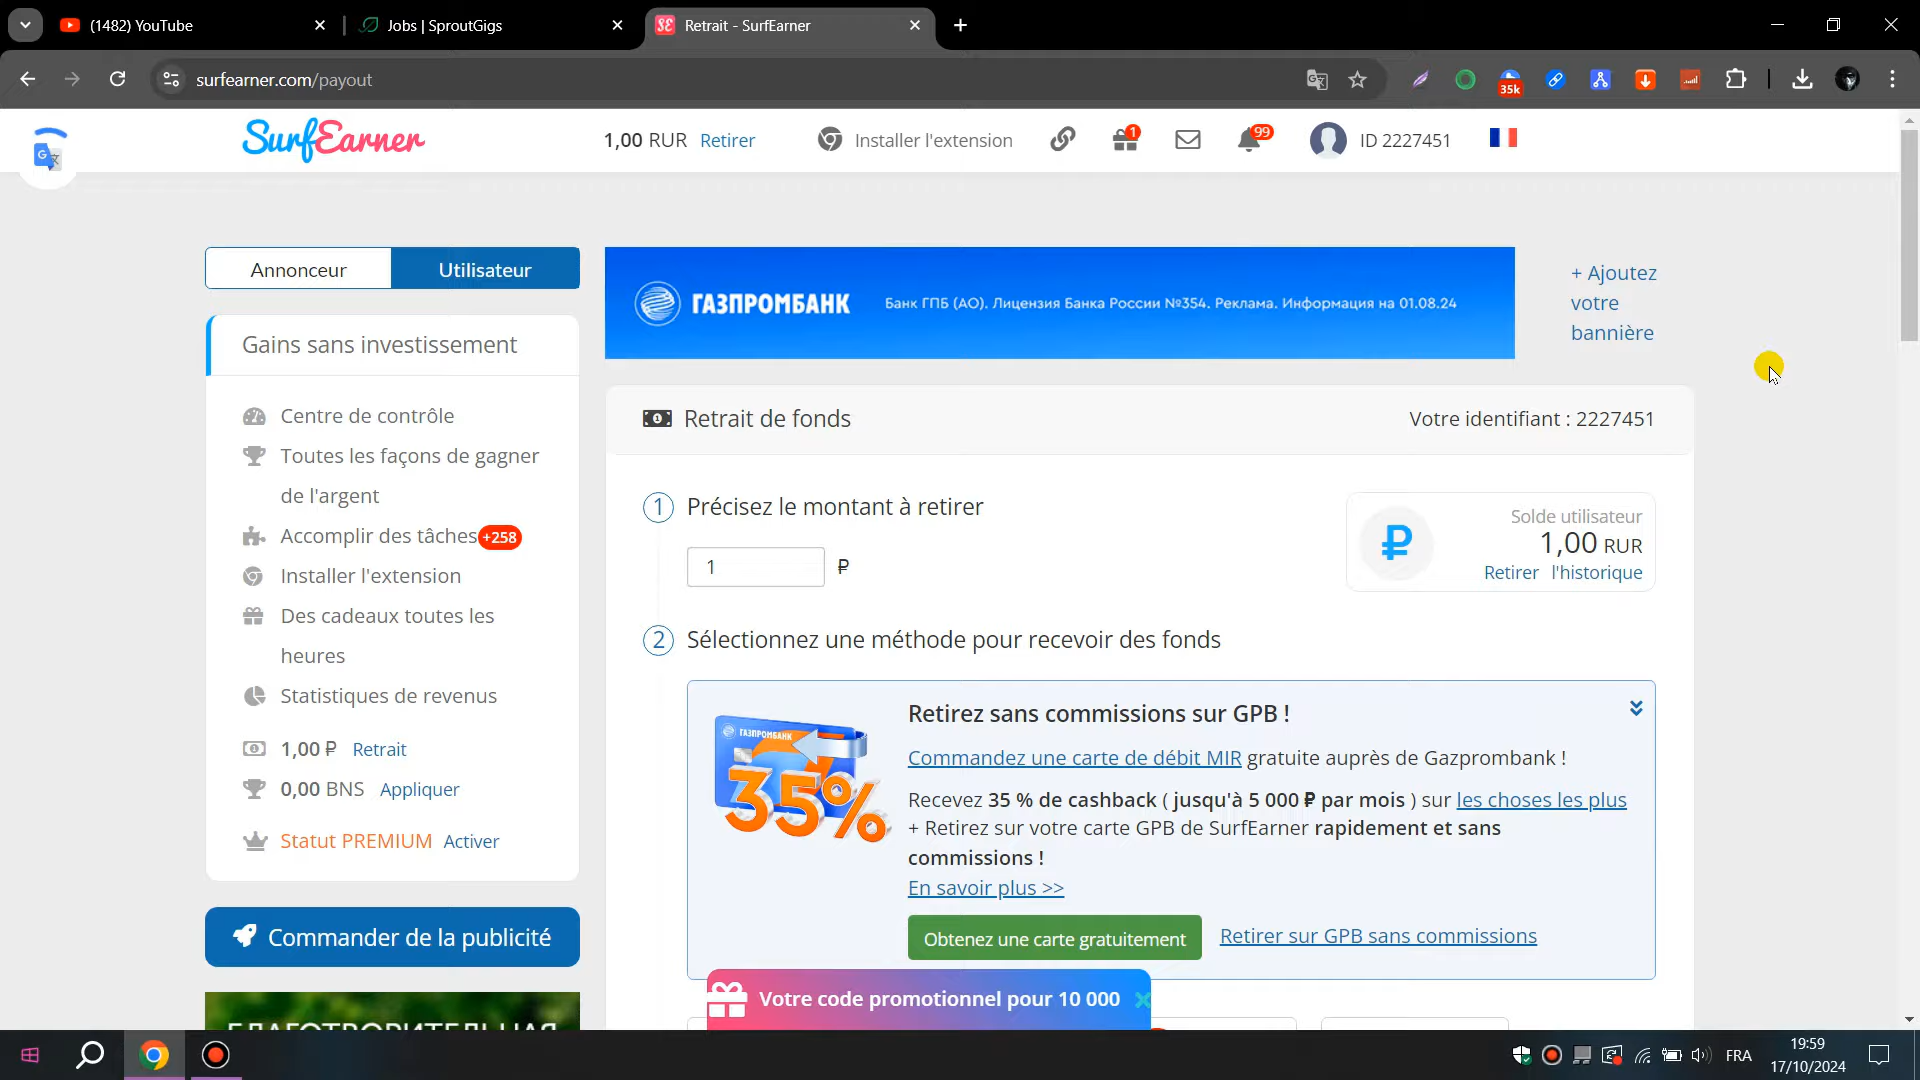 (1482) YouTube
Jobs | SproutGigs
Retrait - SurfEarner
surfearner.com/payout
35k
SurfEarner
1,00 RUR Retirer
Installer l'extension
1
99
ID 2227451
Annonceur
Utilisateur
ГАЗПРОМБАНК
Банк ГПБ (АО). Лицензия Банка России №354. Реклама. Информация на 01.08.24
+ Ajoutez
votre
bannière
Gains sans investissement
Centre de contrôle
Toutes les façons de gagner
de l'argent
Accomplir des tâches +258
Installer l'extension
Des cadeaux toutes les
heures
Statistiques de revenus
1,00 ₽ Retrait
0,00 BNS Appliquer
Statut PREMIUM Activer
Commander de la publicité
БЛАГОТВОРИТЕЛЬНАЯ
Retrait de fonds
Votre identifiant : 2227451
1 Précisez le montant à retirer
1 ₽
Solde utilisateur
1,00 RUR
Retirer l'historique
2 Sélectionnez une méthode pour recevoir des fonds
ГАЗПРОМБАНК
35%
Retirez sans commissions sur GPB !
Commandez une carte de débit MIR gratuite auprès de Gazprombank !
Recevez 35 % de cashback ( jusqu'à 5 000 ₽ par mois ) sur les choses les plus
+ Retirez sur votre carte GPB de SurfEarner rapidement et sans
commissions !
En savoir plus >>
Obtenez une carte gratuitement
Retirer sur GPB sans commissions
Votre code promotionnel pour 10 000
FRA
19:59
17/10/2024